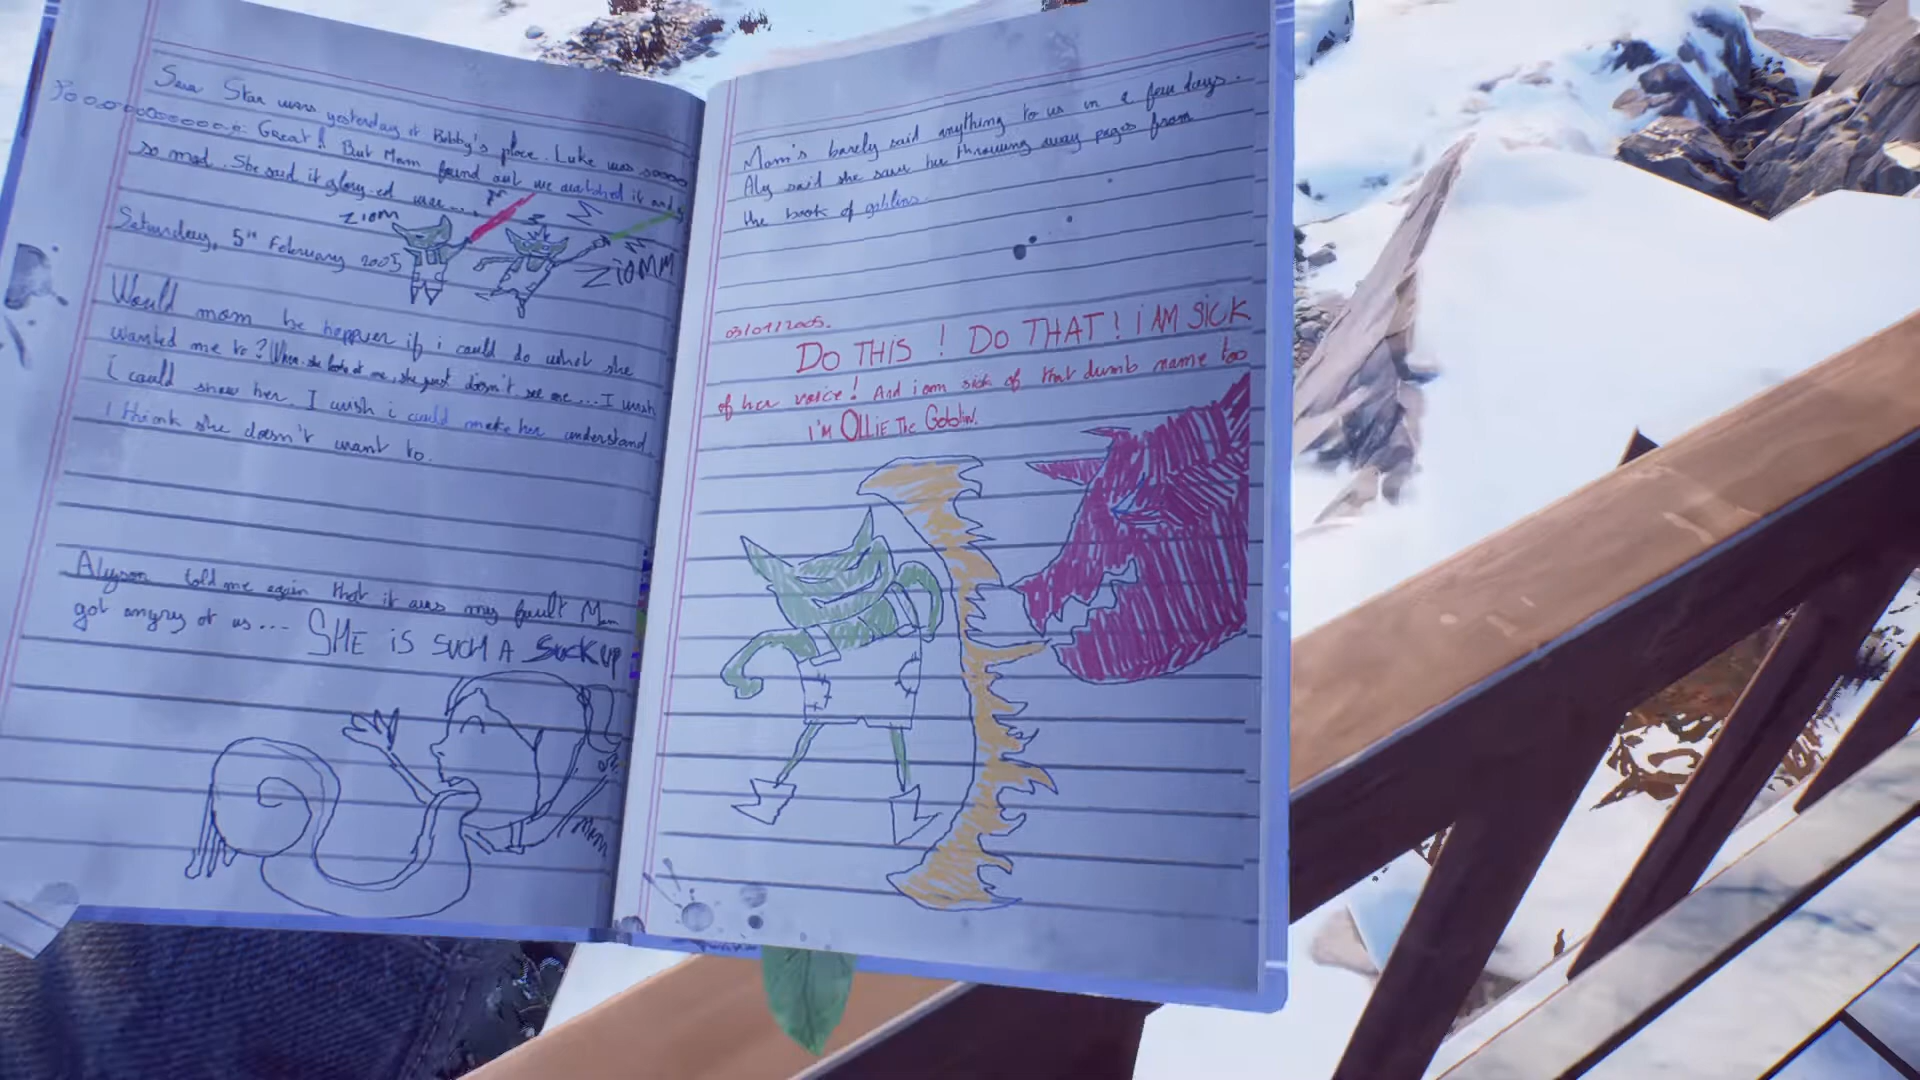 Saw Star wars yesterday at Bobby's place. Luke was soooo
Soooooooooooooo Great! But Mom found out we watched it and
so mad. She said it glory-ed war...
ZIOM
ZIOMM
Saturday, 5th February 2005
Would mom be happier if i could do what she
wanted me to? When she looks at me, she just doesn't see me... I wish
I could show her. I wish i could make her understand.
I think she doesn't want to.
Alyson told me again that it was my fault Mom
got angry at us... SHE iS SUCH A SUCK UP
Mom's barely said anything to us in a few days.
Aly said she saw her throwing away pages from
the book of goblins.
03/04/2005.
DO THIS! DO THAT! i AM SiCK
of her voice! And i am sick of that dumb name too
I'M OLLiE The Goblin.